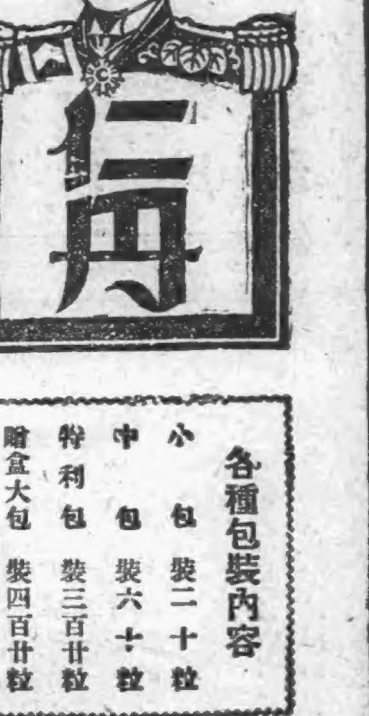 仁丹
各種包裝內容
小包 裝二十粒
中包 裝六十粒
特利包 裝三百廿粒
贈盒大包 裝四百廿粒